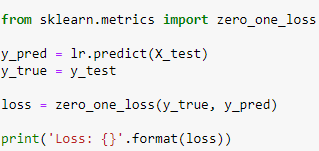 from sklearn.metrics import zero_one_loss
y_pred = lr.predict(X_test)
y_true = y_test
loss = zero_one_loss(y_true, y_pred)
print('Loss: {}'.format(loss))